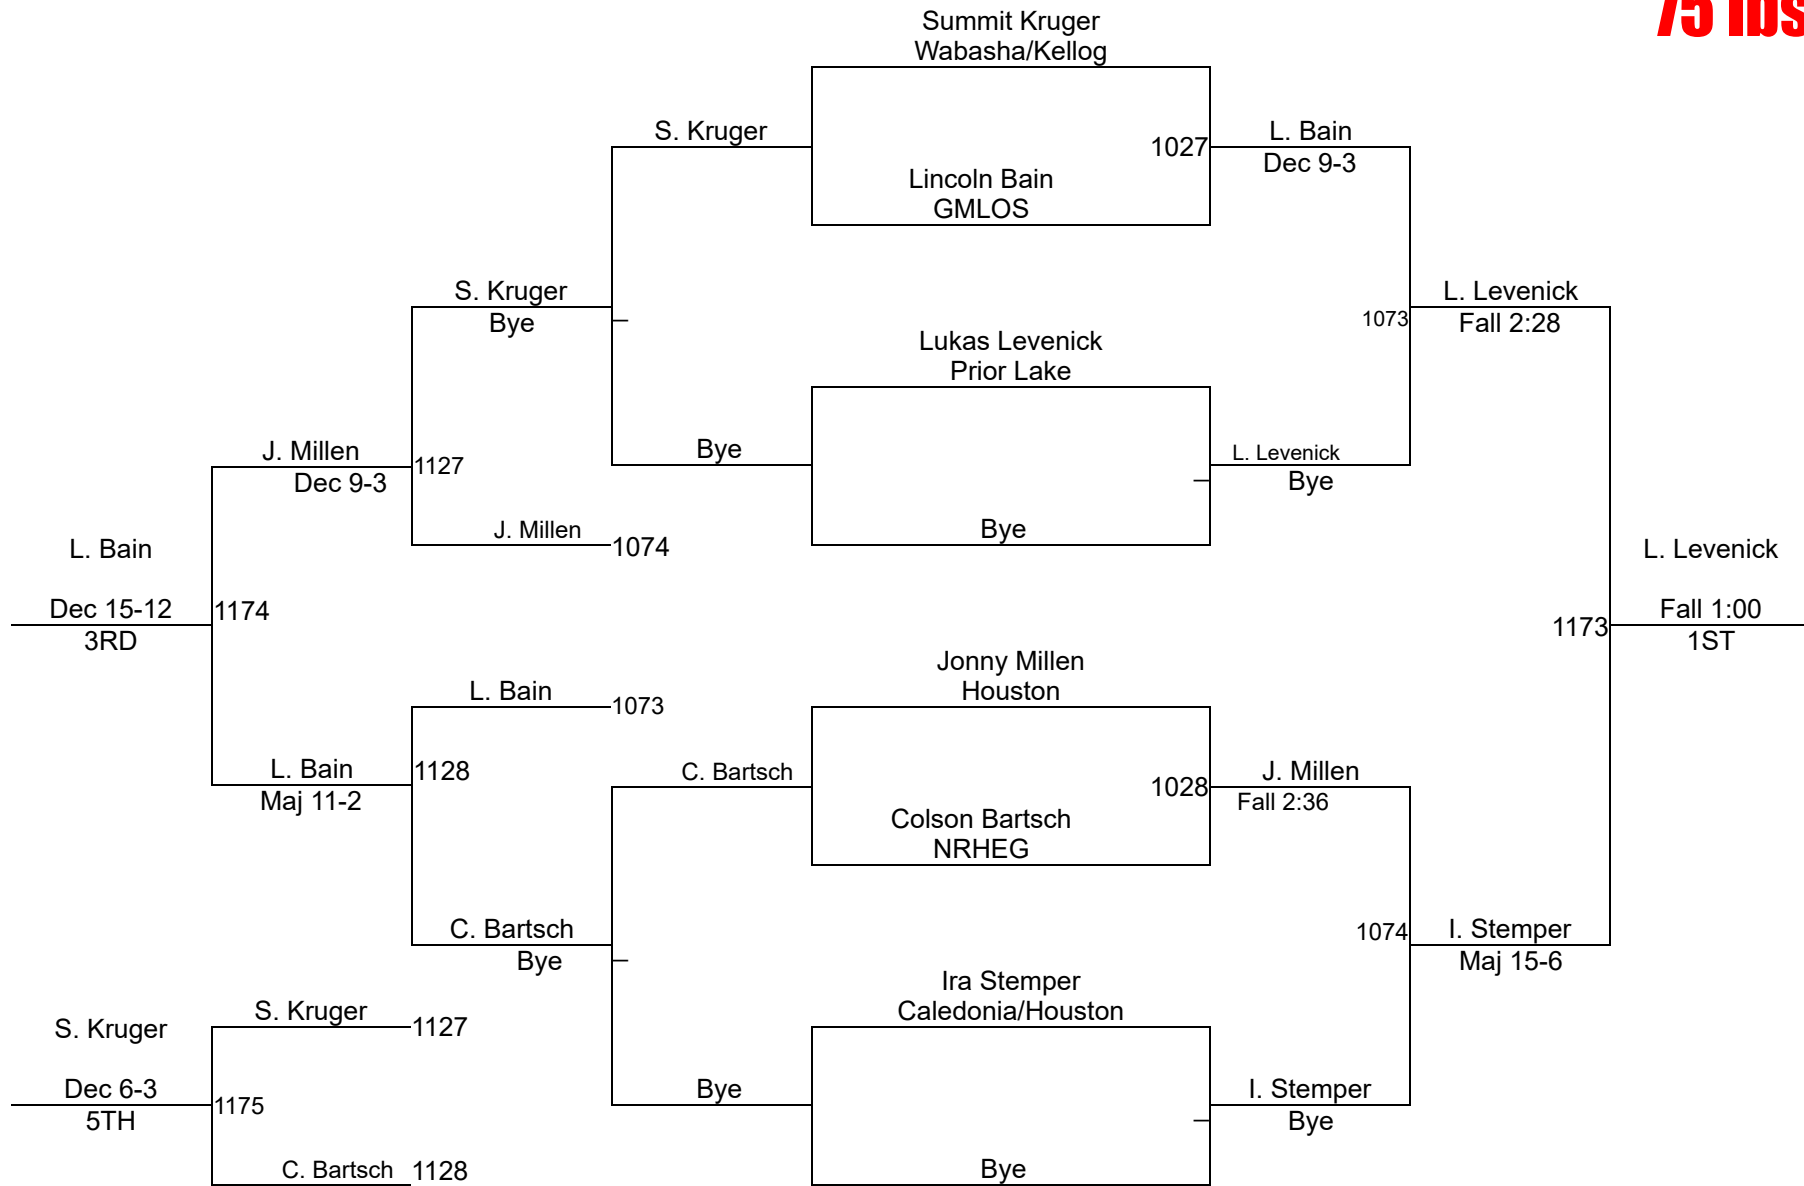 75 lbs
Summit Kruger
Wabasha/Kellog
S. Kruger
1027
L. Bain
Dec 9-3
Lincoln Bain
GMLOS
S. Kruger
Bye
L. Levenick
Fall 2:28
1073
Lukas Levenick
Prior Lake
J. Millen
Dec 9-3
1127
Bye
L. Levenick
Bye
J. Millen
1074
Bye
L. Bain
Dec 15-12
3RD
1174
L. Levenick
Fall 1:00
1ST
1173
Jonny Millen
Houston
L. Bain
1073
L. Bain
Maj 11-2
1128
C. Bartsch
1028
J. Millen
Fall 2:36
Colson Bartsch
NRHEG
C. Bartsch
Bye
1074
I. Stemper
Maj 15-6
Ira Stemper
Caledonia/Houston
S. Kruger
1127
S. Kruger
Dec 6-3
5TH
1175
Bye
I. Stemper
Bye
C. Bartsch
1128
Bye